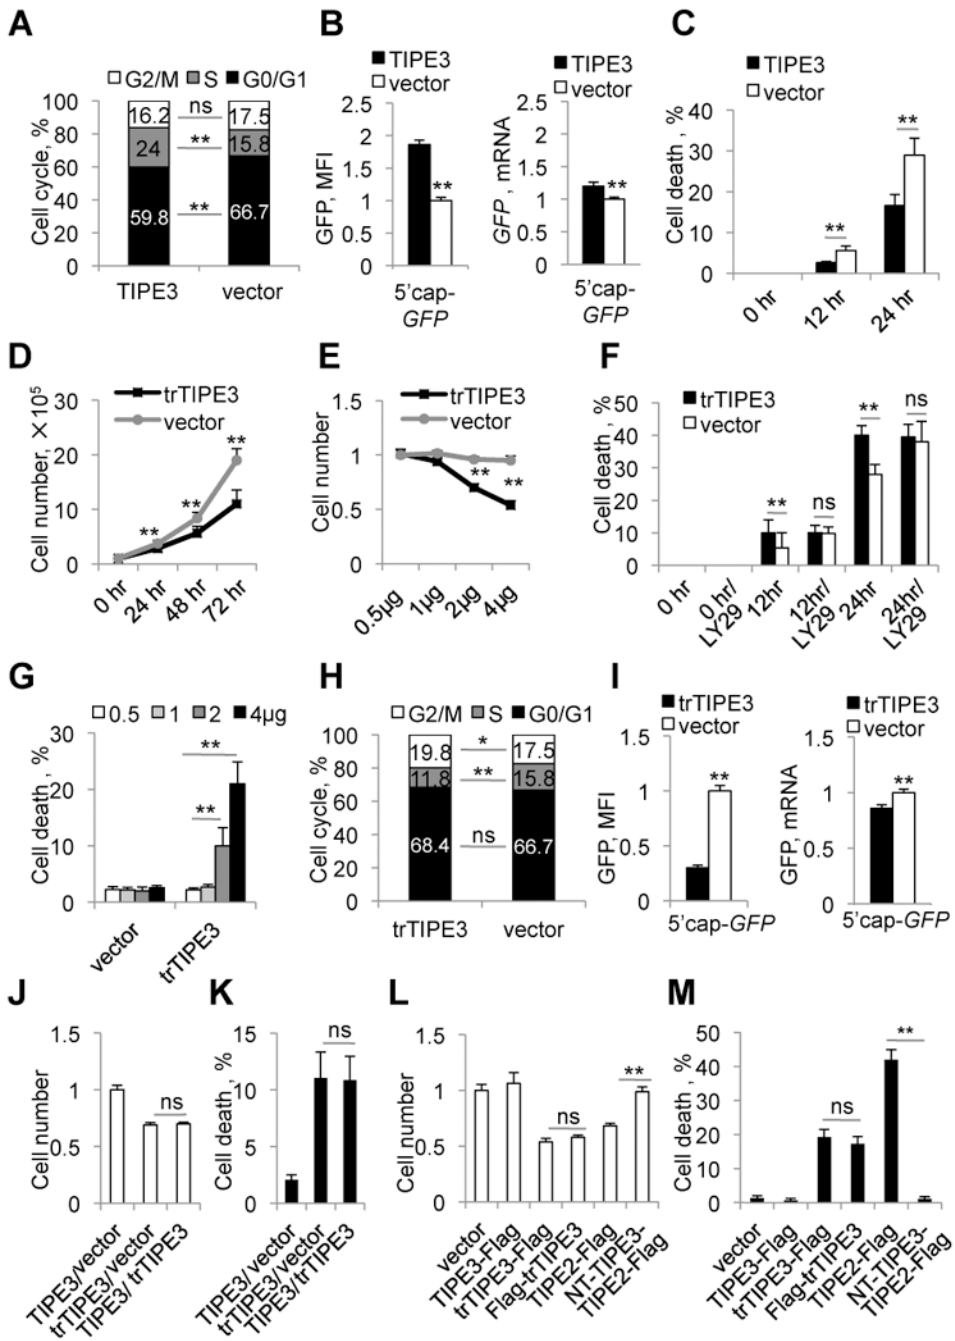 A
G2/M S G0/G1
Cell cycle, %
100
80
60
40
20
0
16.2 ns 17.5
24 ** 15.8
59.8 ** 66.7
TIPE3 vector
B
TIPE3
vector
GFP, MFI
2.5
2
1.5
1
0.5
0
**
5'cap-
GFP
TIPE3
vector
GFP, mRNA
2.5
2
1.5
1
0.5
0
**
5'cap-
GFP
C
TIPE3
vector
Cell death, %
40
30
20
10
0
**
**
0 hr
12 hr
24 hr
D
trTIPE3
vector
Cell number, ×10⁵
30
20
10
0
**
**
**
0 hr
24 hr
48 hr
72 hr
E
trTIPE3
vector
Cell number
1.5
1
0.5
0
**
**
0.5µg
1µg
2µg
4µg
F
trTIPE3
vector
Cell death, %
50
40
30
20
10
0
**
ns
**
ns
0 hr
0 hr/
LY29
12hr
12hr/
LY29
24hr
24hr/
LY29
G
0.5 1 2 4µg
Cell death, %
30
20
10
0
**
**
vector
trTIPE3
H
G2/M S G0/G1
Cell cycle, %
100
80
60
40
20
0
19.8 * 17.5
11.8 ** 15.8
68.4 ns 66.7
trTIPE3 vector
I
trTIPE3
vector
GFP, MFI
1.5
1
0.5
0
**
5'cap-GFP
trTIPE3
vector
GFP, mRNA
1.5
1
0.5
0
**
5'cap-GFP
J
Cell number
1.5
1
0.5
0
ns
TIPE3/vector
trTIPE3/vector
TIPE3/trTIPE3
K
Cell death, %
15
10
5
0
ns
TIPE3/vector
trTIPE3/vector
TIPE3/trTIPE3
L
Cell number
1.5
1
0.5
0
ns
**
vector
TIPE3-Flag
trTIPE3-Flag
Flag-trTIPE3
TIPE2-Flag
NT-TIPE3-
TIPE2-Flag
M
Cell death, %
50
40
30
20
10
0
ns
**
vector
TIPE3-Flag
trTIPE3-Flag
Flag-trTIPE3
TIPE2-Flag
NT-TIPE3-
TIPE2-Flag